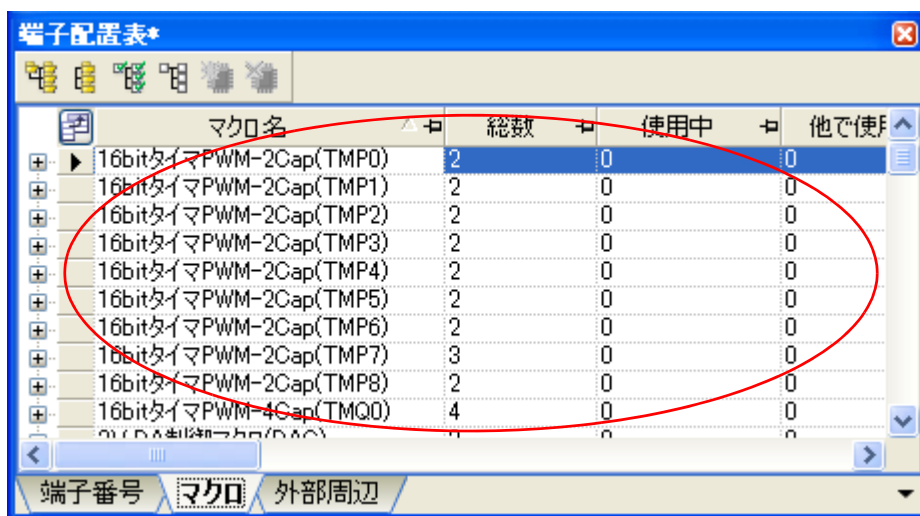 端子配置表*
マクロ名 総数 使用中 他で使用
16bitタイマPWM-2Cap(TMP0) 2 0 0
16bitタイマPWM-2Cap(TMP1) 2 0 0
16bitタイマPWM-2Cap(TMP2) 2 0 0
16bitタイマPWM-2Cap(TMP3) 2 0 0
16bitタイマPWM-2Cap(TMP4) 2 0 0
16bitタイマPWM-2Cap(TMP5) 2 0 0
16bitタイマPWM-2Cap(TMP6) 2 0 0
16bitタイマPWM-2Cap(TMP7) 3 0 0
16bitタイマPWM-2Cap(TMP8) 2 0 0
16bitタイマPWM-4Cap(TMQ0) 4 0 0
端子番号 マクロ 外部周辺